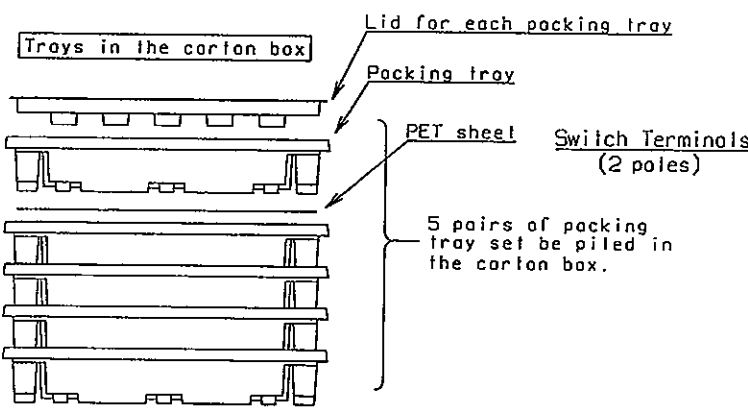 Lid for each packing tray
Trays in the carton box
Packing tray
PET sheet
Switch Terminals
(2 poles)
5 pairs of packing
tray set be piled in
the carton box.